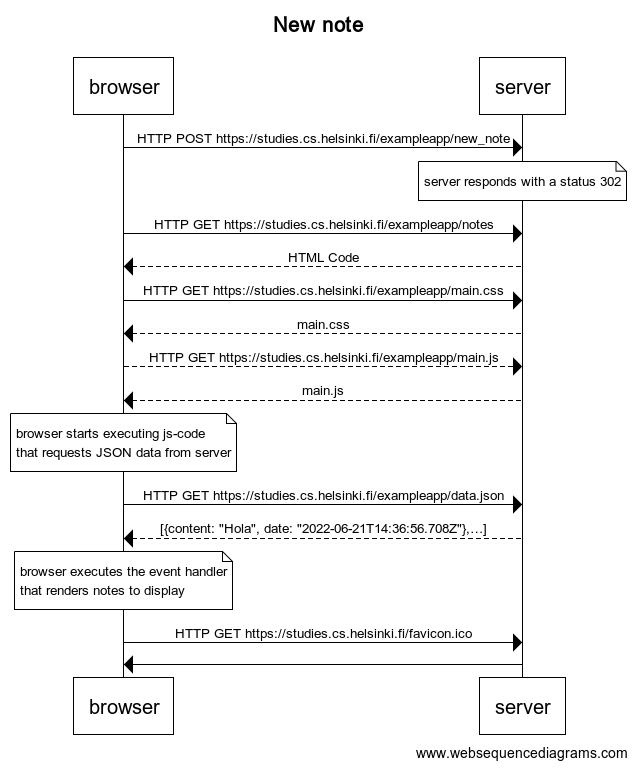 New note
browser
server
HTTP POST https://studies.cs.helsinki.fi/exampleapp/new_note
server responds with a status 302
HTTP GET https://studies.cs.helsinki.fi/exampleapp/notes
HTML Code
HTTP GET https://studies.cs.helsinki.fi/exampleapp/main.css
main.css
HTTP GET https://studies.cs.helsinki.fi/exampleapp/main.js
main.js
browser starts executing js-code
that requests JSON data from server
HTTP GET https://studies.cs.helsinki.fi/exampleapp/data.json
[{content: "Hola", date: "2022-06-21T14:36:56.708Z"},...]
browser executes the event handler
that renders notes to display
HTTP GET https://studies.cs.helsinki.fi/favicon.ico
browser
server
www.websequencediagrams.com